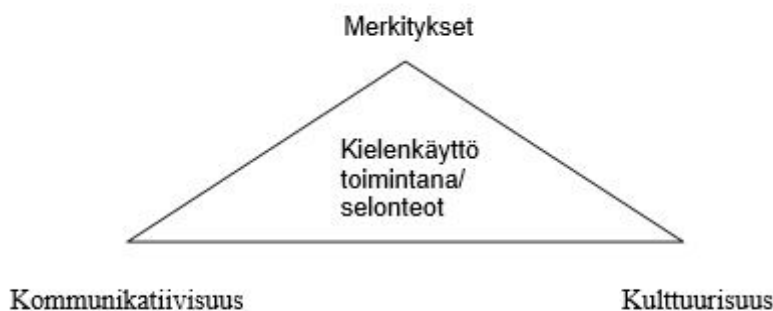 Merkitykset
Kielenkäyttö
toimintana/
selonteot
Kommunikatiivisuus
Kulttuurisuus